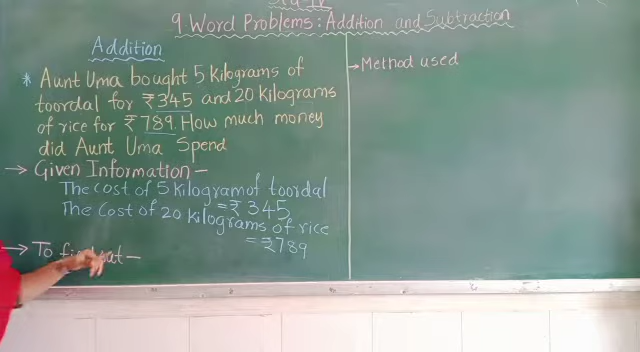 Std-IV
9. Word Problems: Addition and Subtraction
Addition
* Aunt Uma bought 5 kilograms of
toordal for ₹345 and 20 kilograms
of rice for ₹789. How much money
did Aunt Uma Spend
→ Given Information -
The cost of 5 kilogram of toordal
= ₹345
The Cost of 20 kilograms of rice
= ₹789
→ To
→ Method used